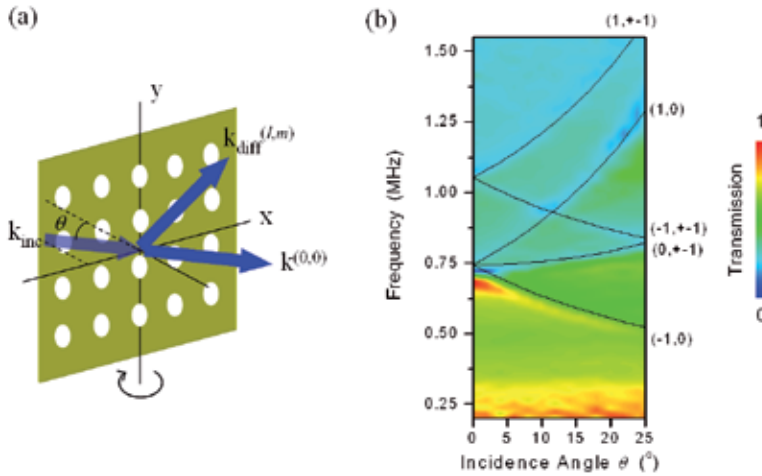 (a)
y
k_diff^(l,m)
x
θ
k_inc
k^(0,0)
(b)
(1,+-1)
1.50
1.25
1.00
0.75
0.50
0.25
Frequency (MHz)
(1,0)
(-1,+-1)
(0,+-1)
(-1,0)
0 5 10 15 20 25
Incidence Angle θ (⁰)
1
Transmission
0